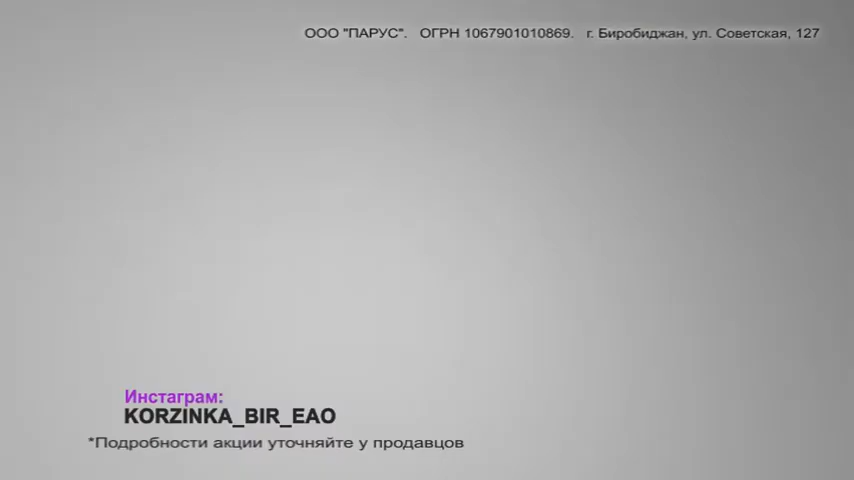 ООО "ПАРУС". ОГРН 1067901010869. г. Биробиджан, ул. Советская, 127
Инстаграм:
KORZINKA_BIR_EAO
*Подробности акции уточняйте у продавцов